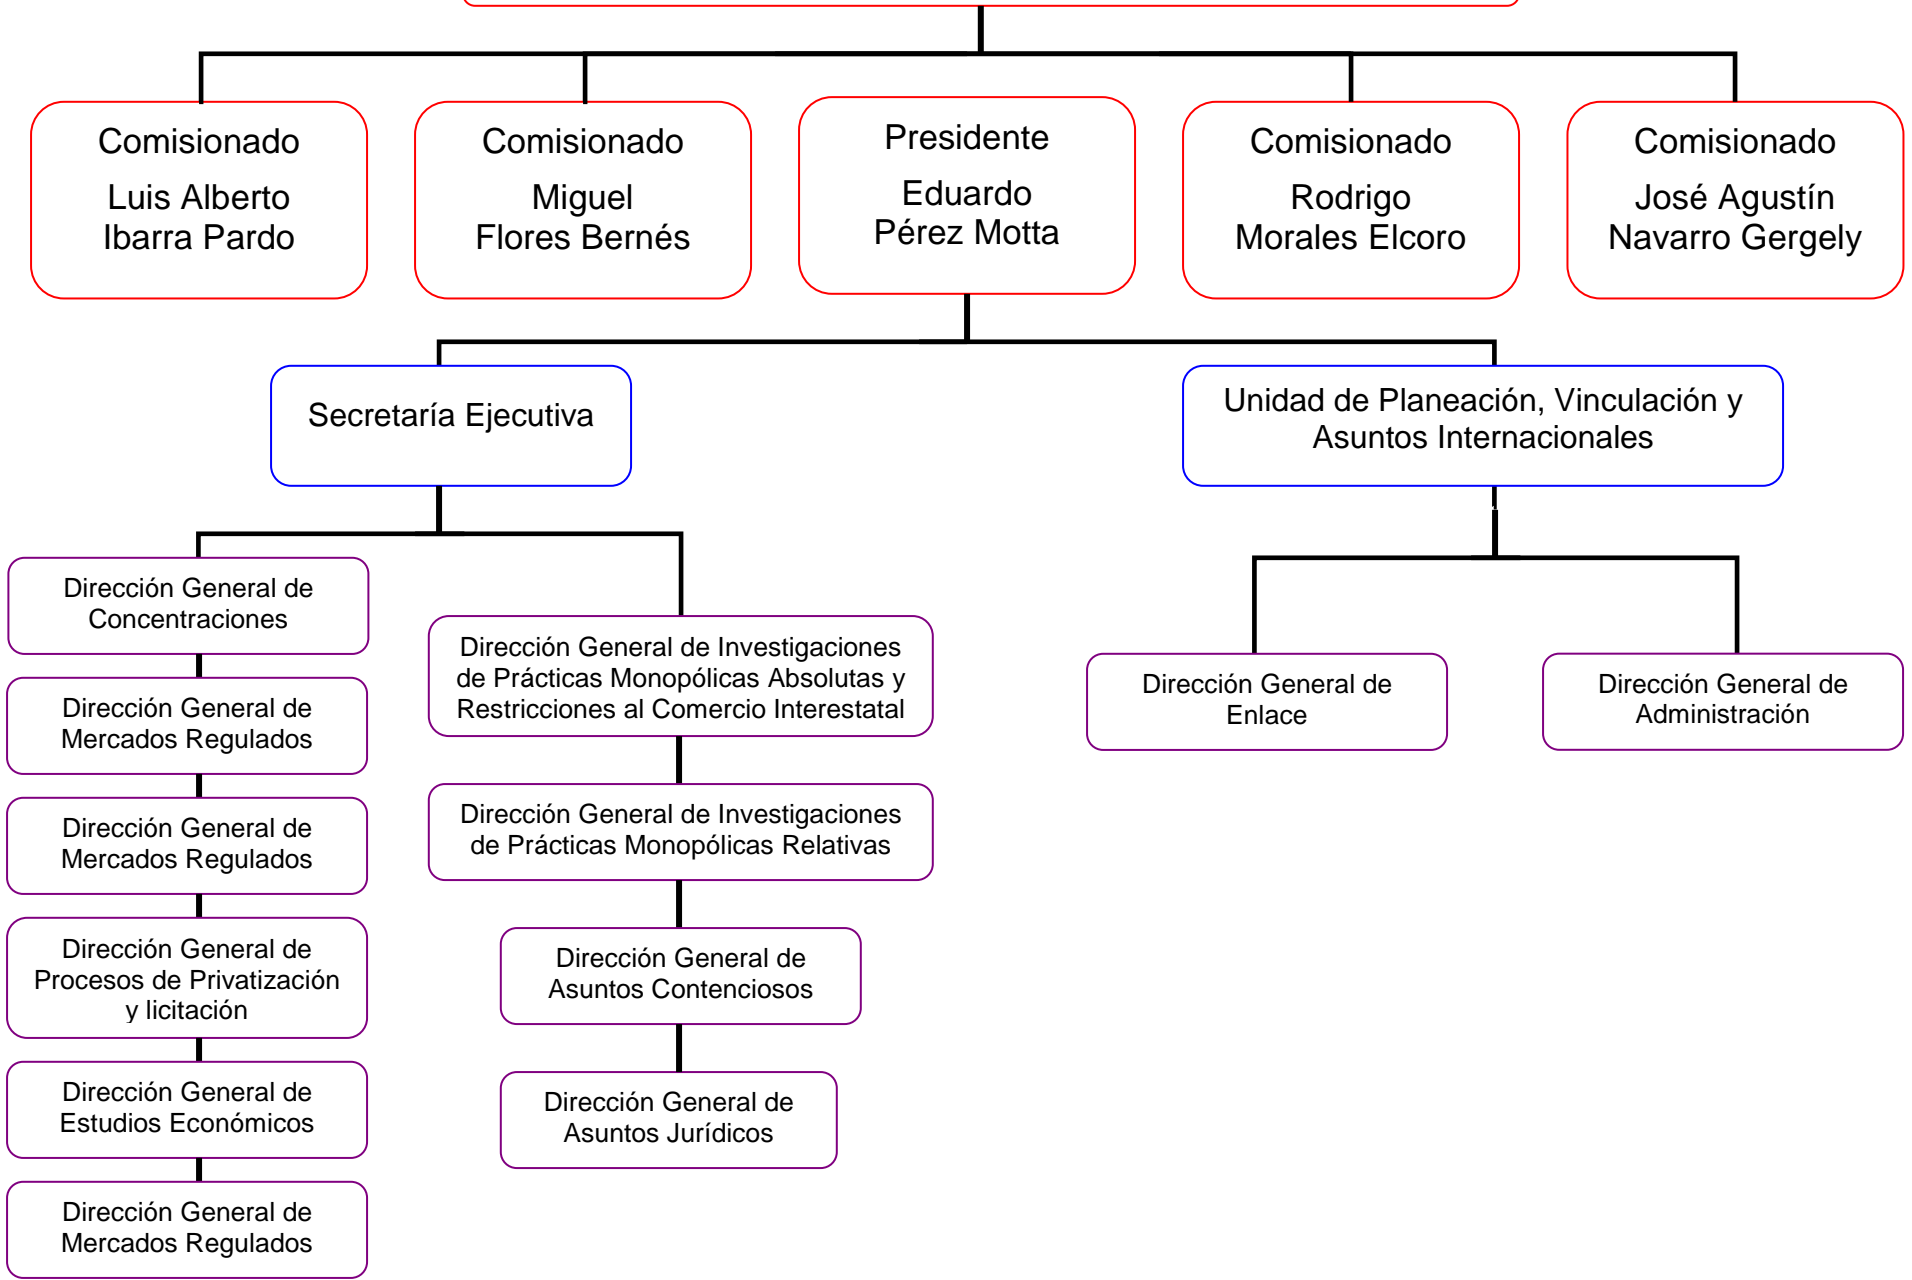 Comisionado
Luis Alberto
Ibarra Pardo
Comisionado
Miguel
Flores Bernés
Presidente
Eduardo
Pérez Motta
Comisionado
Rodrigo
Morales Elcoro
Comisionado
José Agustín
Navarro Gergely
Secretaría Ejecutiva
Unidad de Planeación, Vinculación y
Asuntos Internacionales
Dirección General de
Concentraciones
Dirección General de
Mercados Regulados
Dirección General de
Mercados Regulados
Dirección General de
Procesos de Privatización
y licitación
Dirección General de
Estudios Económicos
Dirección General de
Mercados Regulados
Dirección General de Investigaciones
de Prácticas Monopólicas Absolutas y
Restricciones al Comercio Interestatal
Dirección General de Investigaciones
de Prácticas Monopólicas Relativas
Dirección General de
Asuntos Contenciosos
Dirección General de
Asuntos Jurídicos
Dirección General de
Enlace
Dirección General de
Administración